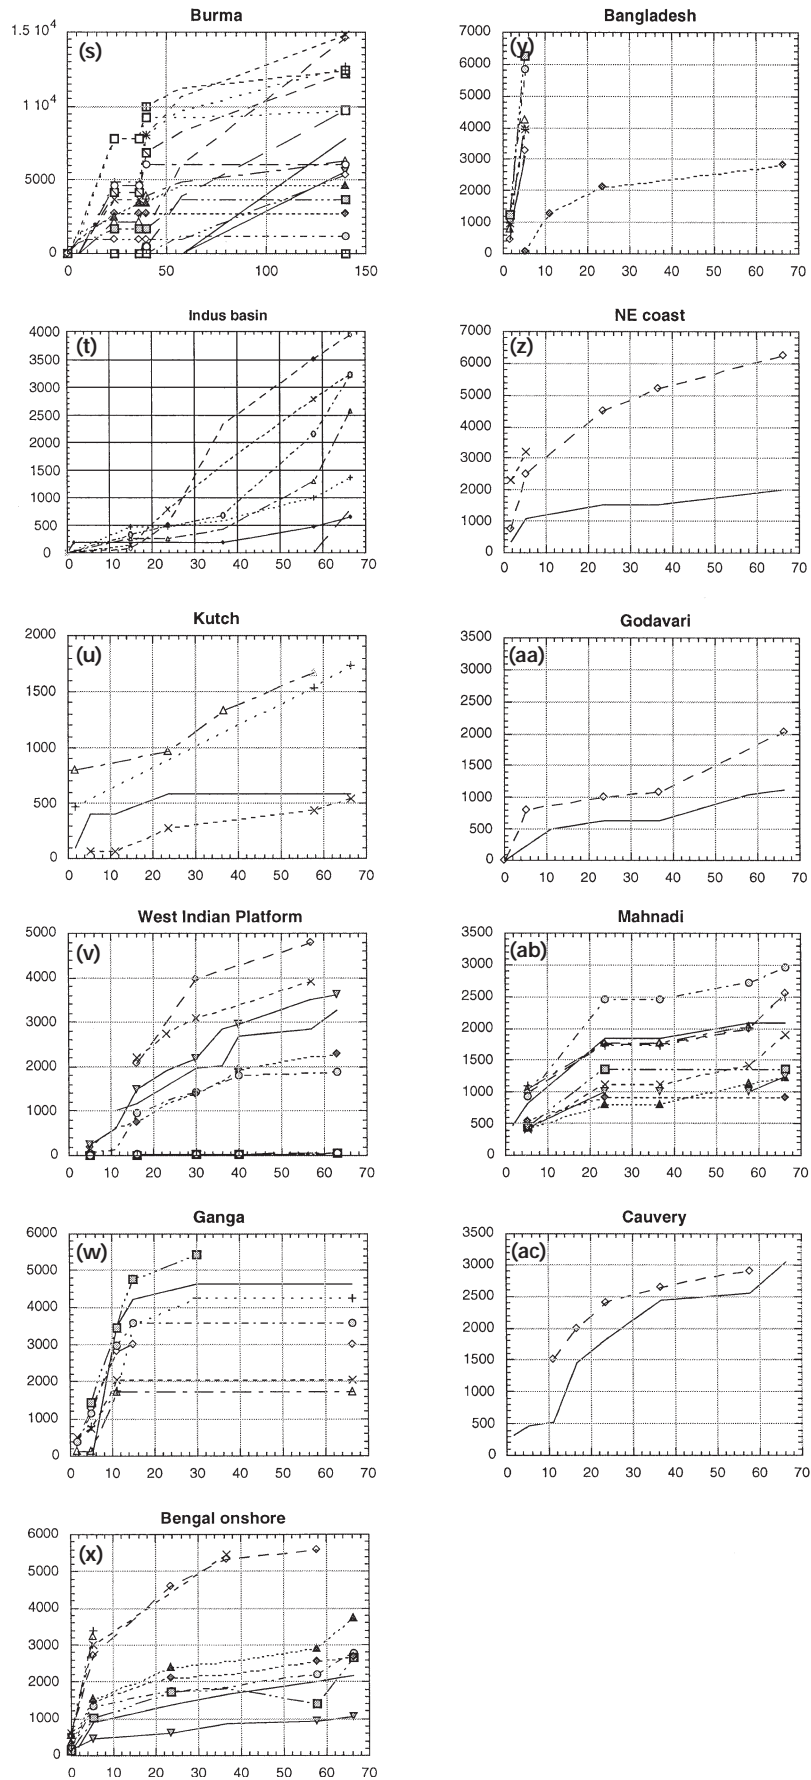 Burma
(s)
1.5 10⁴
1 10⁴
5000
0
0 50 100 150
Bangladesh
(y)
7000
6000
5000
4000
3000
2000
1000
0
0 10 20 30 40 50 60 70
Indus basin
(t)
4000
3500
3000
2500
2000
1500
1000
500
0
0 10 20 30 40 50 60 70
NE coast
(z)
7000
6000
5000
4000
3000
2000
1000
0
0 10 20 30 40 50 60 70
Kutch
(u)
2000
1500
1000
500
0
0 10 20 30 40 50 60 70
Godavari
(aa)
3500
3000
2500
2000
1500
1000
500
0
0 10 20 30 40 50 60 70
West Indian Platform
(v)
5000
4000
3000
2000
1000
0
0 10 20 30 40 50 60 70
Mahnadi
(ab)
3500
3000
2500
2000
1500
1000
500
0
0 10 20 30 40 50 60 70
Ganga
(w)
6000
5000
4000
3000
2000
1000
0
0 10 20 30 40 50 60 70
Cauvery
(ac)
3500
3000
2500
2000
1500
1000
500
0
0 10 20 30 40 50 60 70
Bengal onshore
(x)
6000
5000
4000
3000
2000
1000
0
0 10 20 30 40 50 60 70